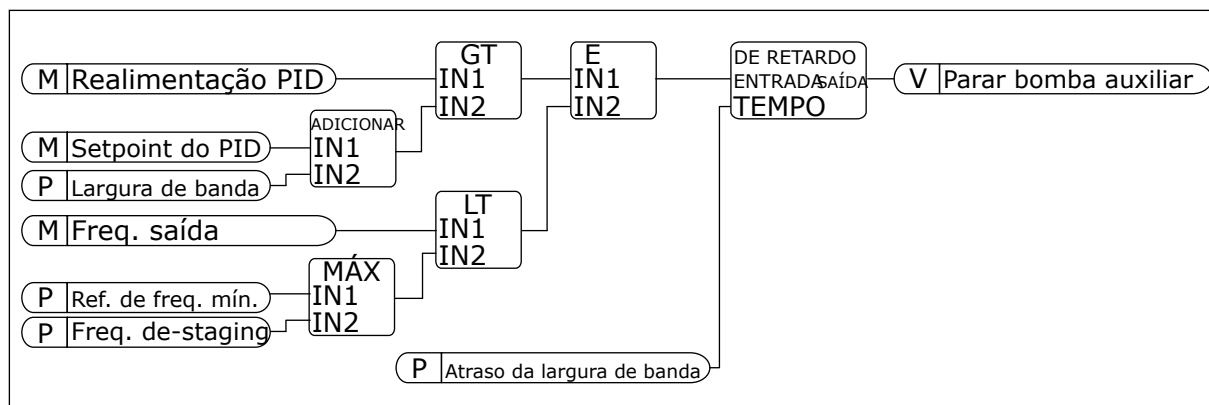 GT
E
DE RETARDO
M Realimentação PID
IN1
IN1
ENTRADA SAÍDA
V Parar bomba auxiliar
IN2
IN2
TEMPO
ADICIONAR
M Setpoint do PID
IN1
P Largura de banda
IN2
LT
M Freq. saída
IN1
IN2
MÁX
P Ref. de freq. mín.
IN1
P Freq. de-staging
IN2
P Atraso da largura de banda